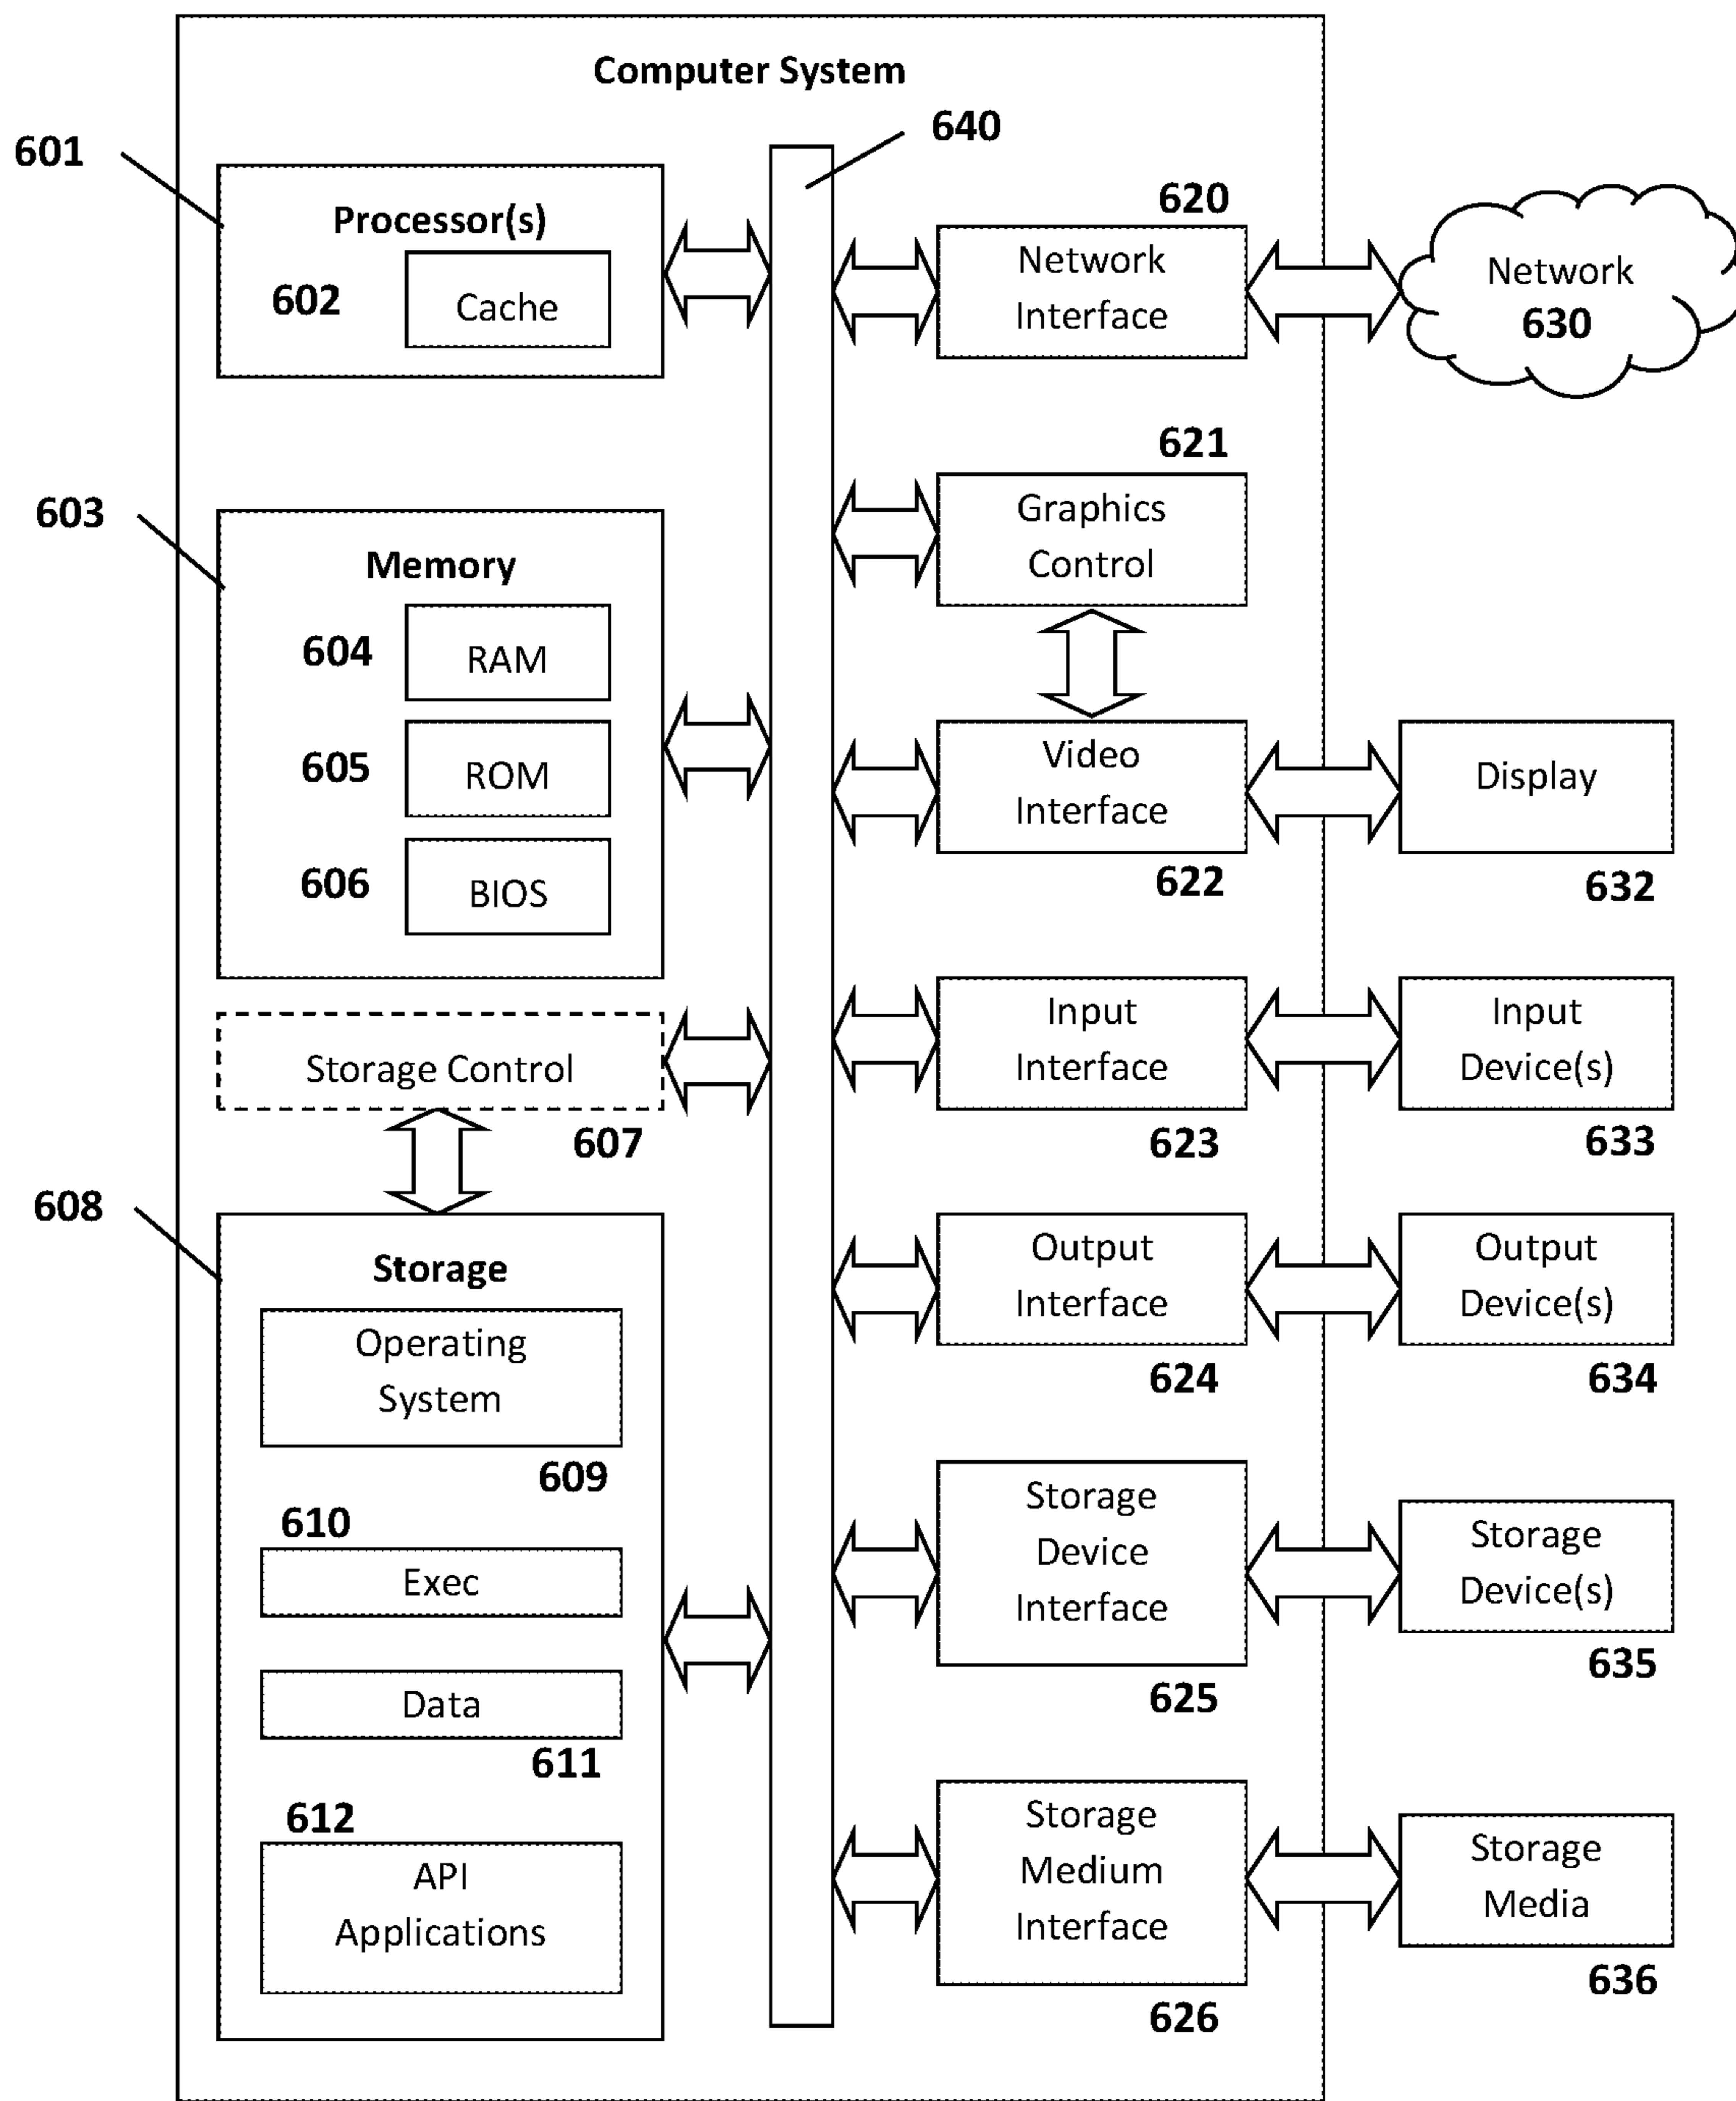 Computer System
601
640
Processor(s)
602
Cache
620
Network
Interface
Network
630
603
621
Graphics
Control
Memory
604
RAM
605
ROM
606
BIOS
Video
Interface
622
Display
632
Storage Control
607
Input
Interface
623
Input
Device(s)
633
608
Storage
Operating
System
609
610
Exec
Data
611
612
API
Applications
Output
Interface
624
Output
Device(s)
634
Storage
Device
Interface
625
Storage
Device(s)
635
Storage
Medium
Interface
626
Storage
Media
636